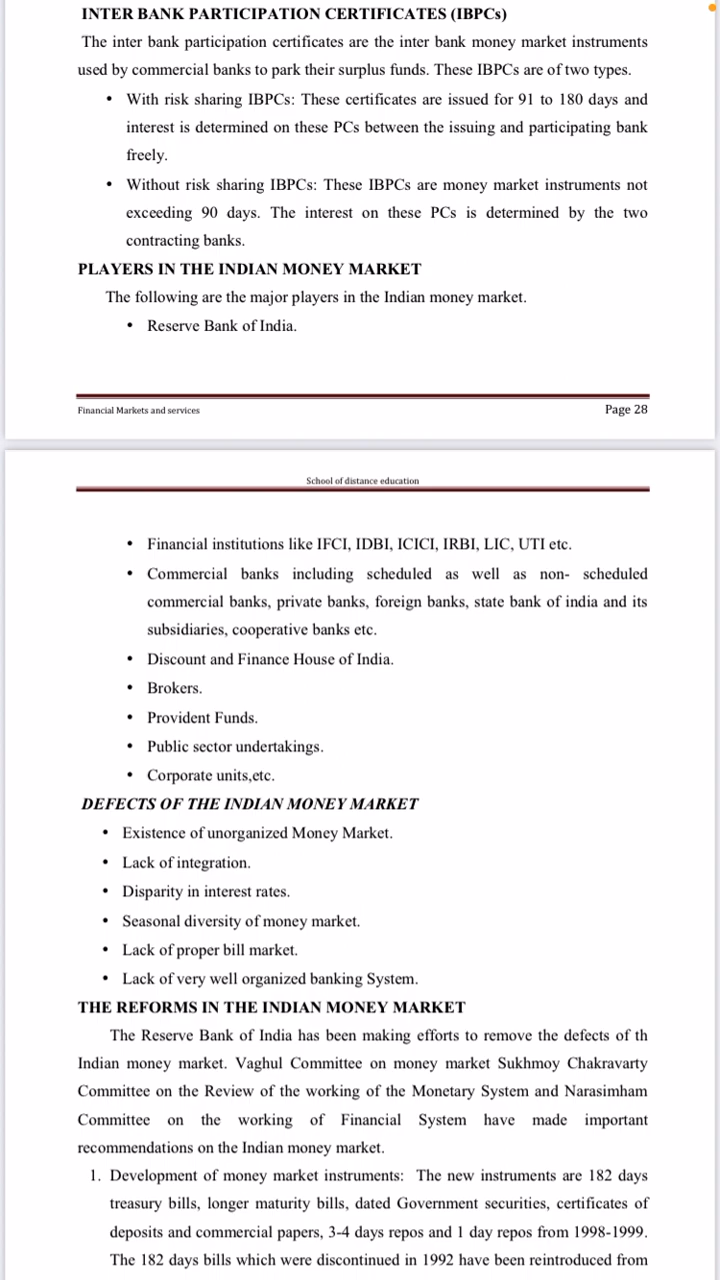 INTER BANK PARTICIPATION CERTIFICATES (IBPCs)
The inter bank participation certificates are the inter bank money market instruments
used by commercial banks to park their surplus funds. These IBPCs are of two types.
• With risk sharing IBPCs: These certificates are issued for 91 to 180 days and
interest is determined on these PCs between the issuing and participating bank
freely.
• Without risk sharing IBPCs: These IBPCs are money market instruments not
exceeding 90 days. The interest on these PCs is determined by the two
contracting banks.
PLAYERS IN THE INDIAN MONEY MARKET
The following are the major players in the Indian money market.
• Reserve Bank of India.
Financial Markets and services Page 28
School of distance education
• Financial institutions like IFCI, IDBI, ICICI, IRBI, LIC, UTI etc.
• Commercial banks including scheduled as well as non- scheduled
commercial banks, private banks, foreign banks, state bank of india and its
subsidiaries, cooperative banks etc.
• Discount and Finance House of India.
• Brokers.
• Provident Funds.
• Public sector undertakings.
• Corporate units,etc.
DEFECTS OF THE INDIAN MONEY MARKET
• Existence of unorganized Money Market.
• Lack of integration.
• Disparity in interest rates.
• Seasonal diversity of money market.
• Lack of proper bill market.
• Lack of very well organized banking System.
THE REFORMS IN THE INDIAN MONEY MARKET
The Reserve Bank of India has been making efforts to remove the defects of th
Indian money market. Vaghul Committee on money market Sukhmoy Chakravarty
Committee on the Review of the working of the Monetary System and Narasimham
Committee on the working of Financial System have made important
recommendations on the Indian money market.
1. Development of money market instruments: The new instruments are 182 days
treasury bills, longer maturity bills, dated Government securities, certificates of
deposits and commercial papers, 3-4 days repos and 1 day repos from 1998-1999.
The 182 days bills which were discontinued in 1992 have been reintroduced from